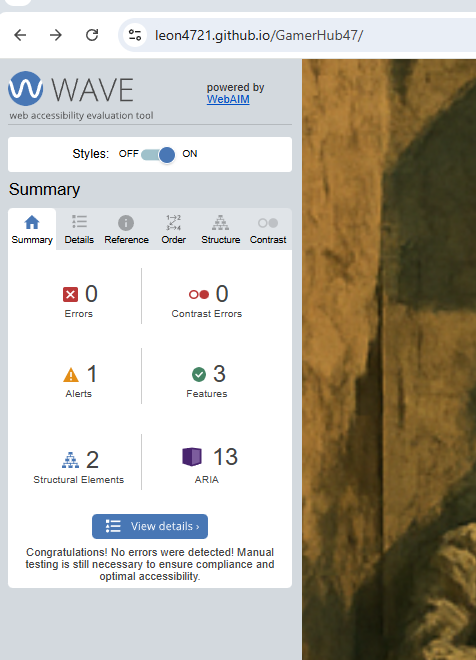 leon4721.github.io/GamerHub47/
WAVE
web accessibility evaluation tool
powered by
WebAIM
Styles: OFF ON
Summary
Summary Details Reference Order Structure Contrast
0
Errors
0
Contrast Errors
1
Alerts
3
Features
2
Structural Elements
13
ARIA
View details ›
Congratulations! No errors were detected! Manual
testing is still necessary to ensure compliance and
optimal accessibility.